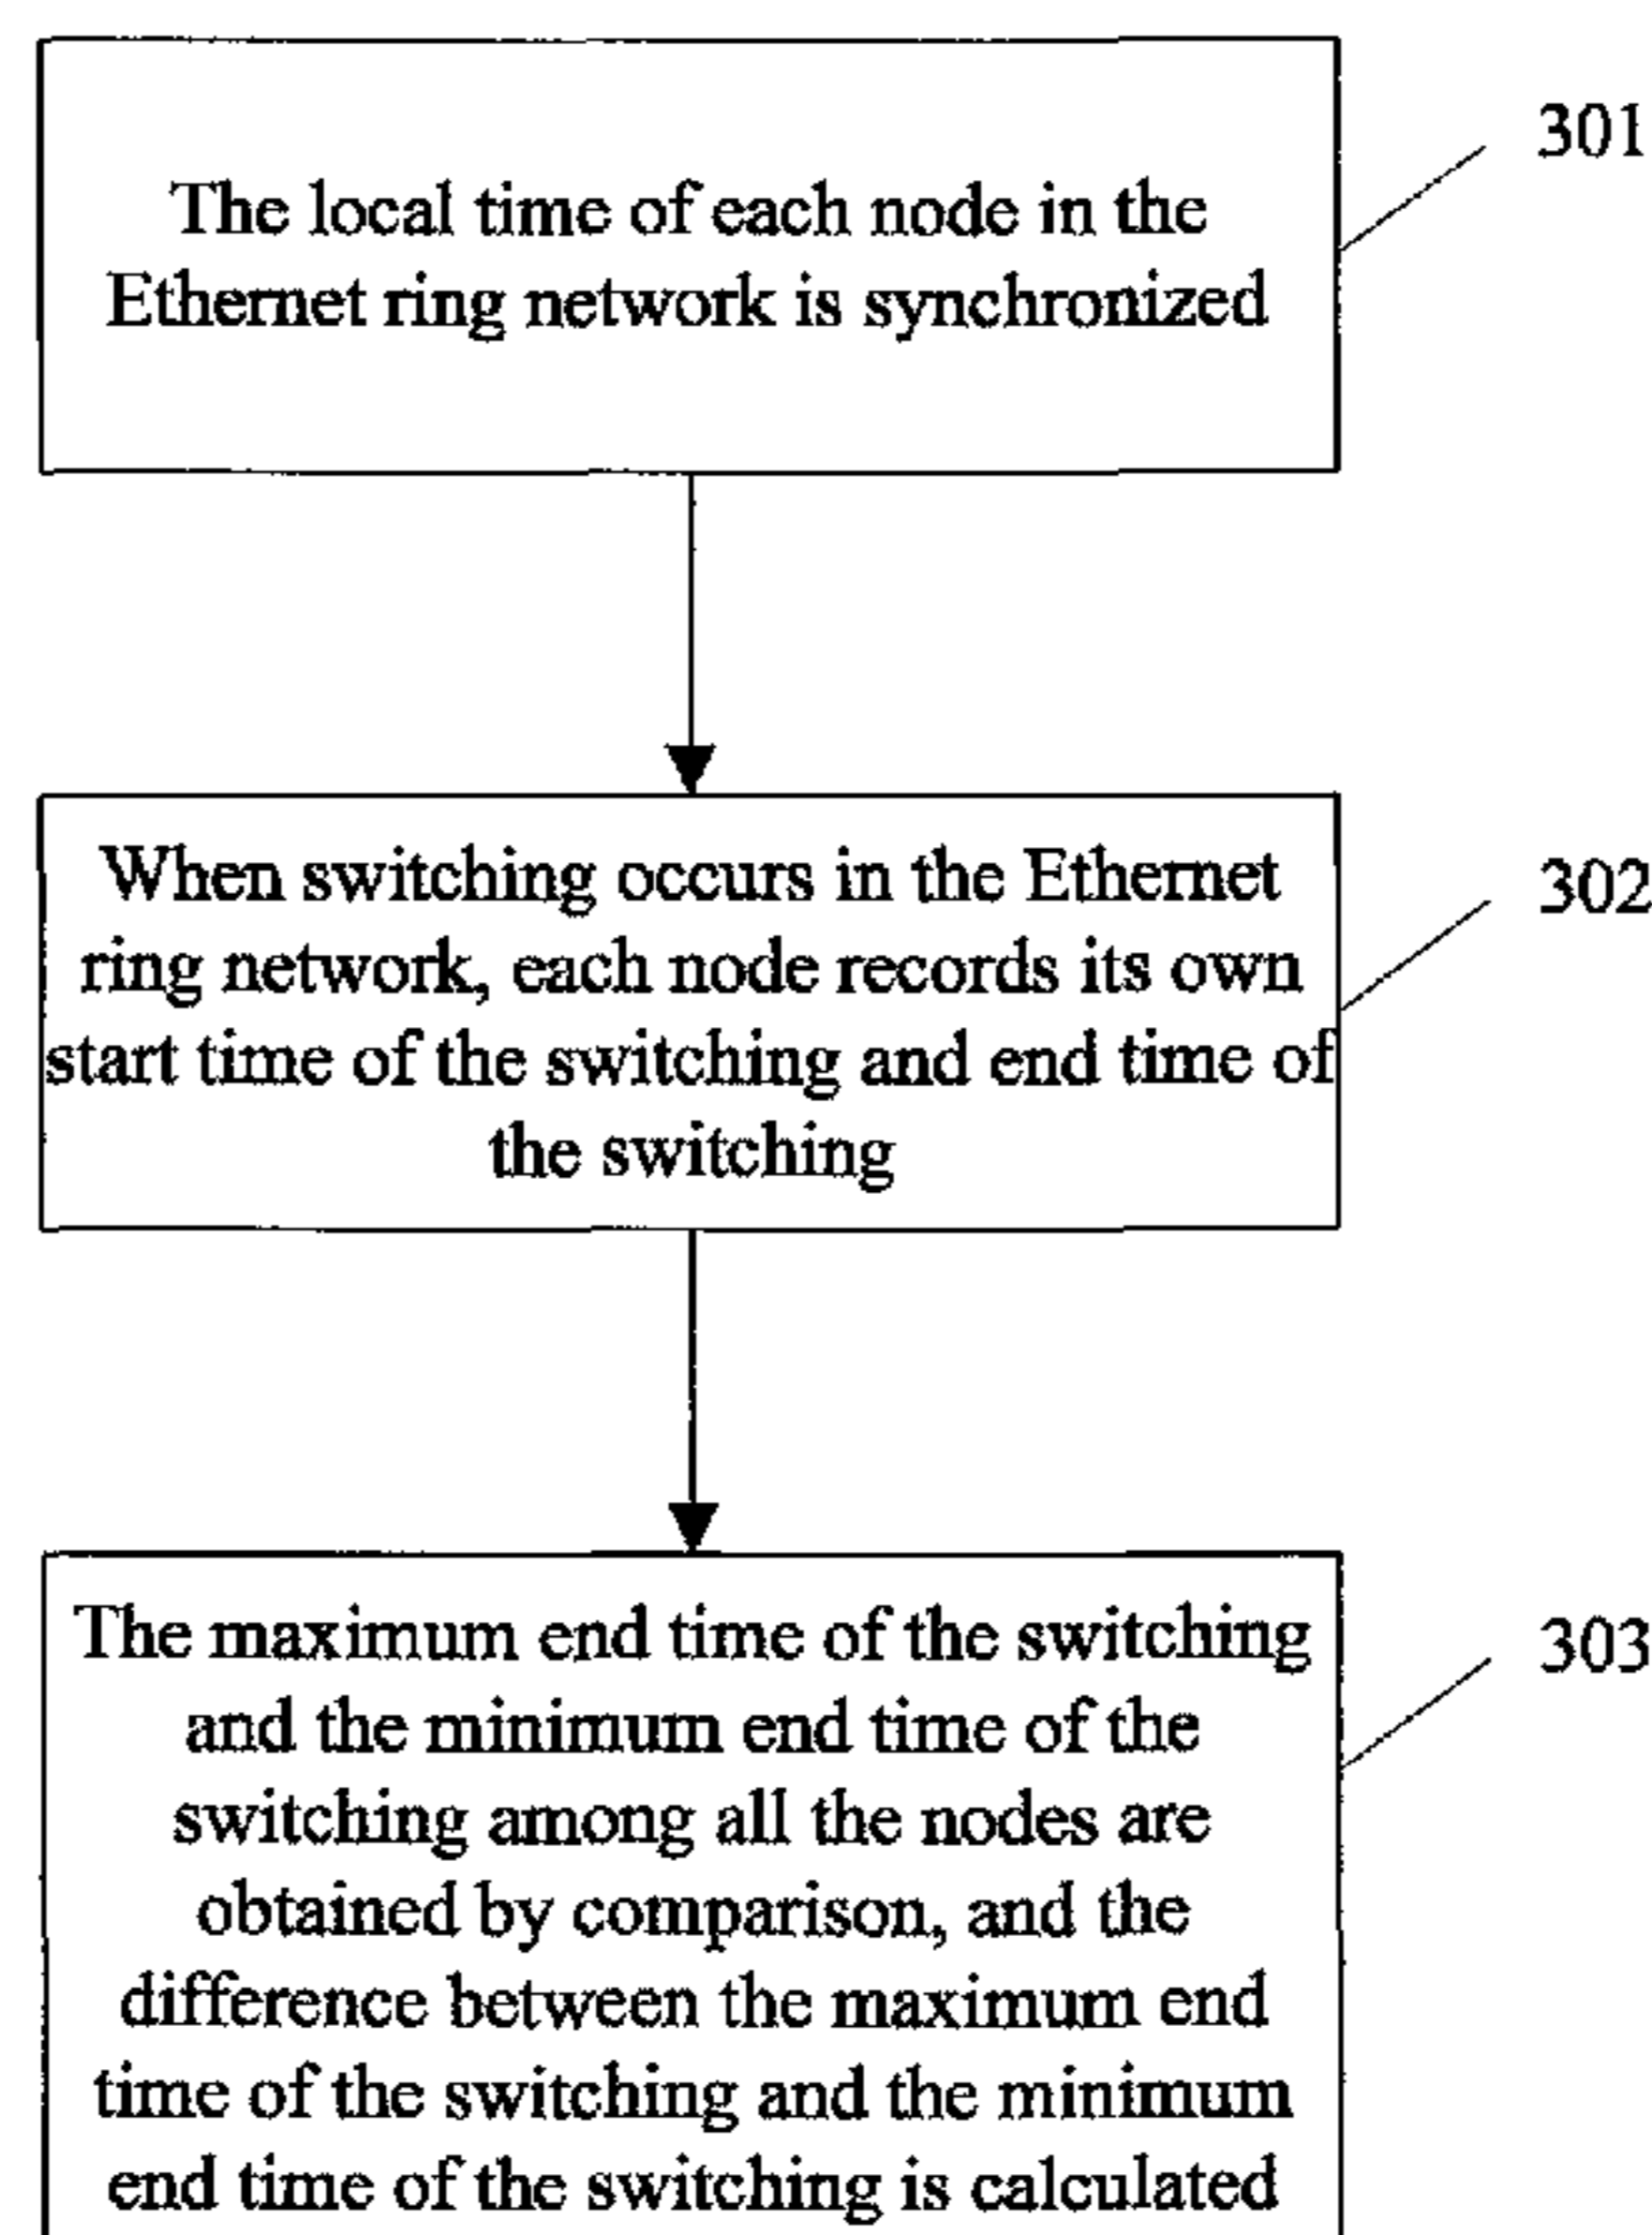 The local time of each node in the
Ethernet ring network is synchronized
301
When switching occurs in the Ethernet
ring network, each node records its own
start time of the switching and end time of
the switching
302
The maximum end time of the switching
and the minimum end time of the
switching among all the nodes are
obtained by comparison, and the
difference between the maximum end
time of the switching and the minimum
end time of the switching is calculated
303